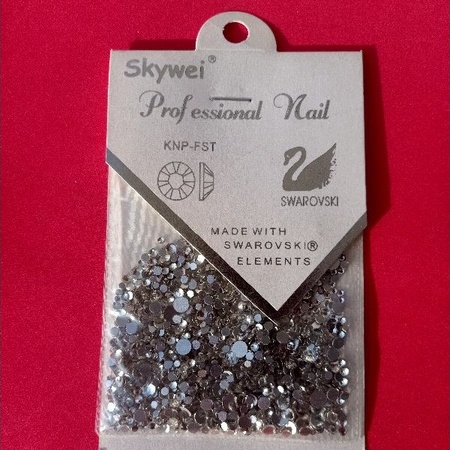 Skywei®
Professional Nail
KNP-FST
SWAROVSKI
MADE WITH
SWAROVSKI®
ELEMENTS